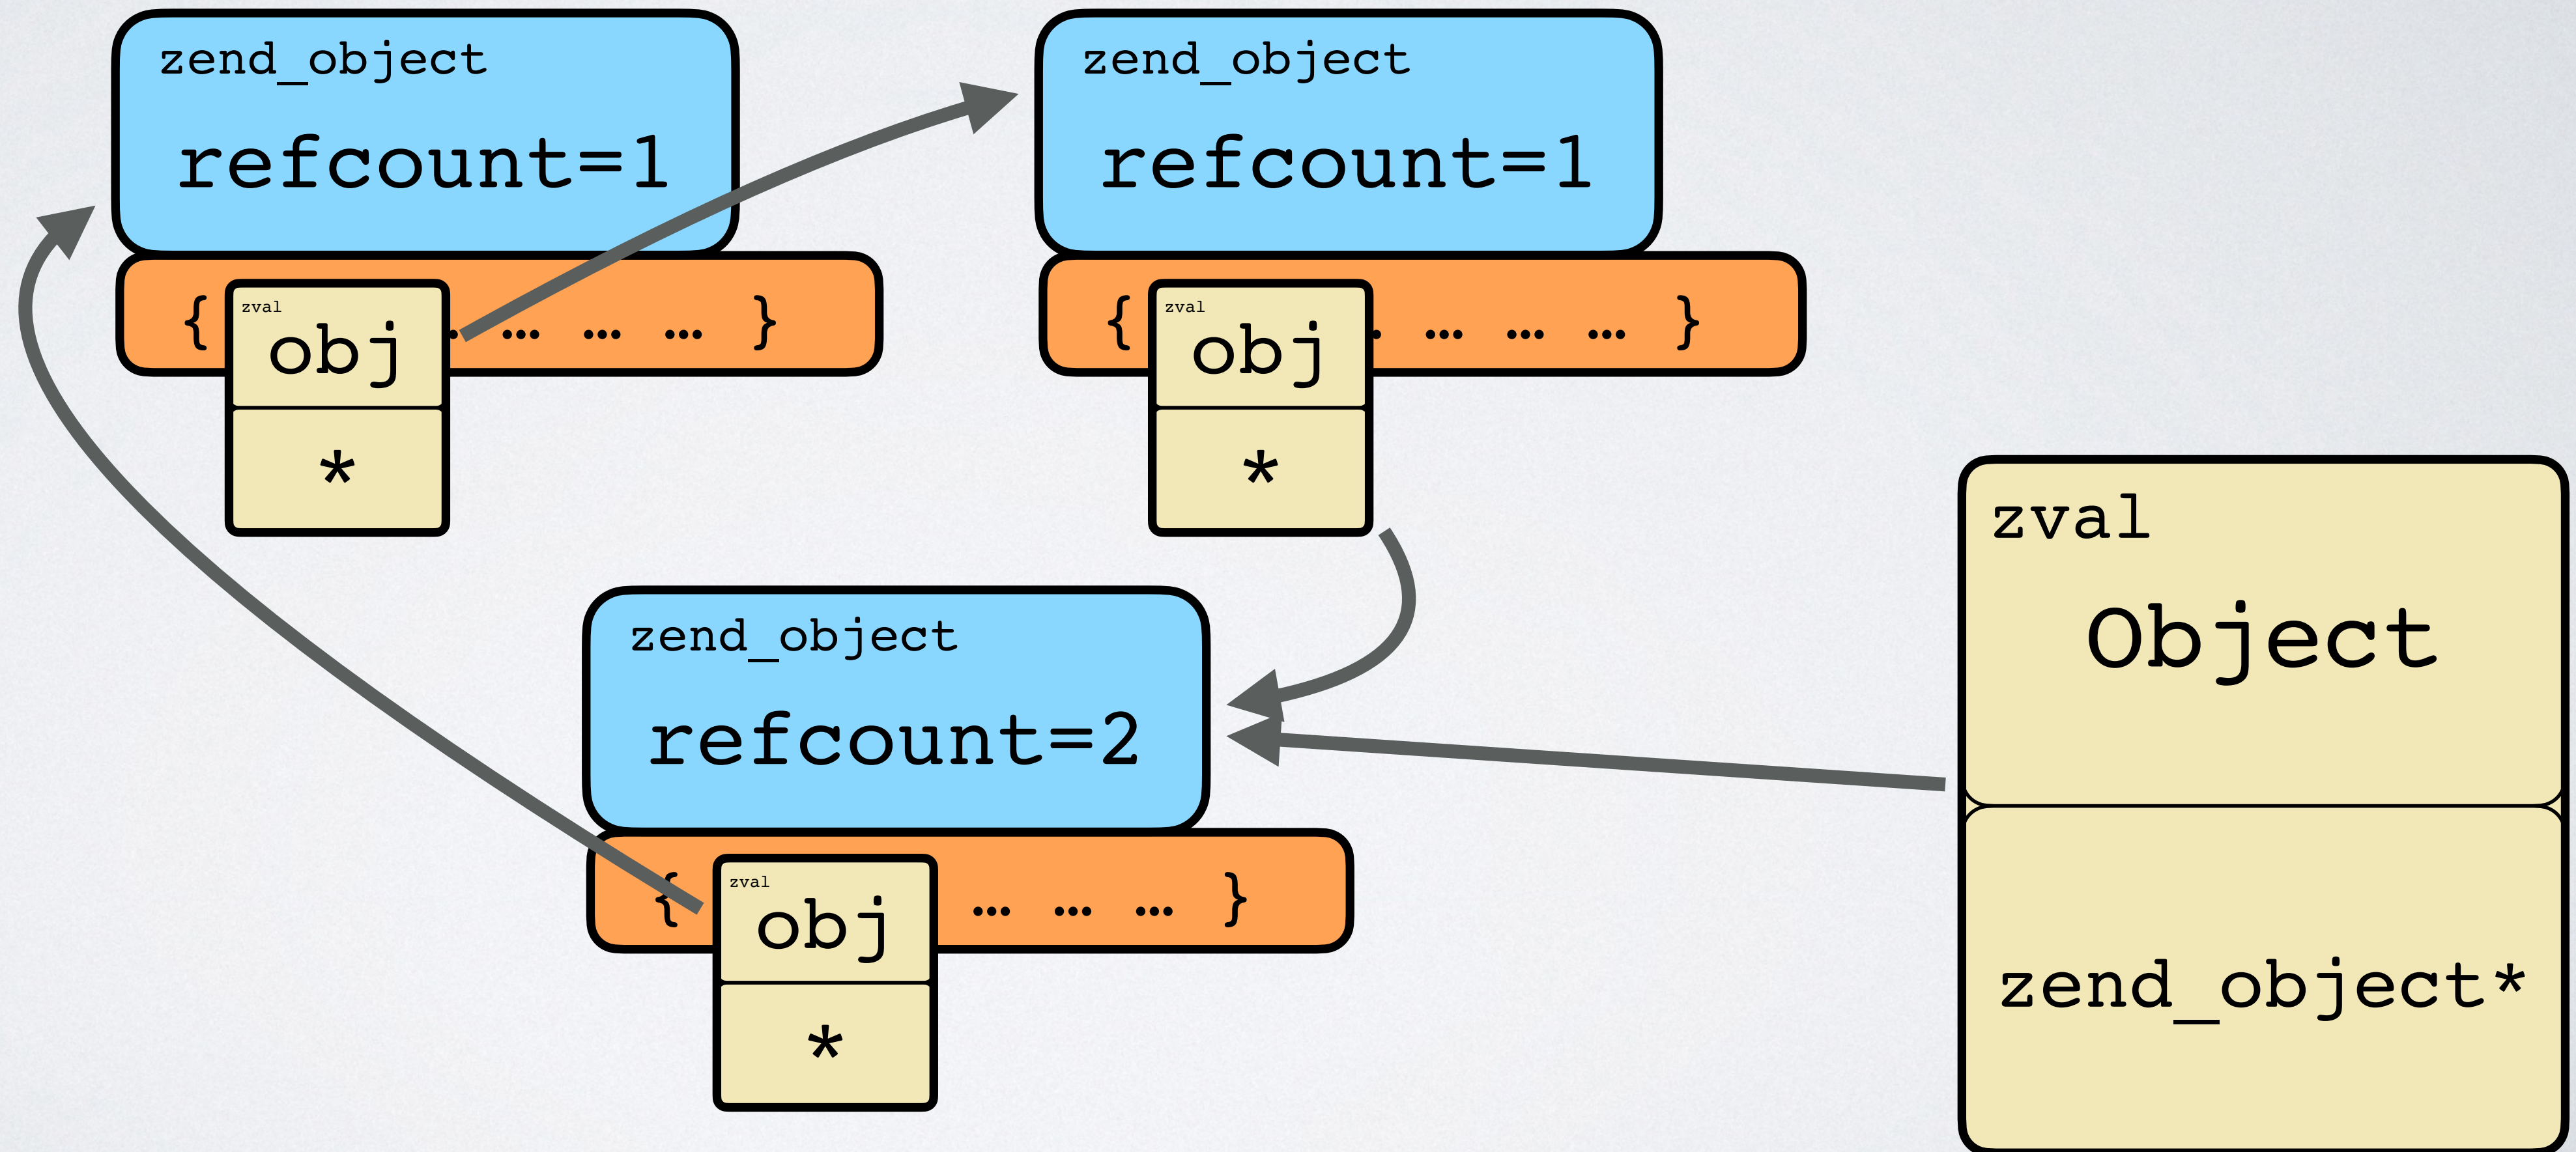 zend_object
refcount=1
{ … … … }
zval
obj
*
zend_object
refcount=1
{ … … … }
zval
obj
*
zend_object
refcount=2
{ … … … }
zval
obj
*
zval
Object
zend_object*